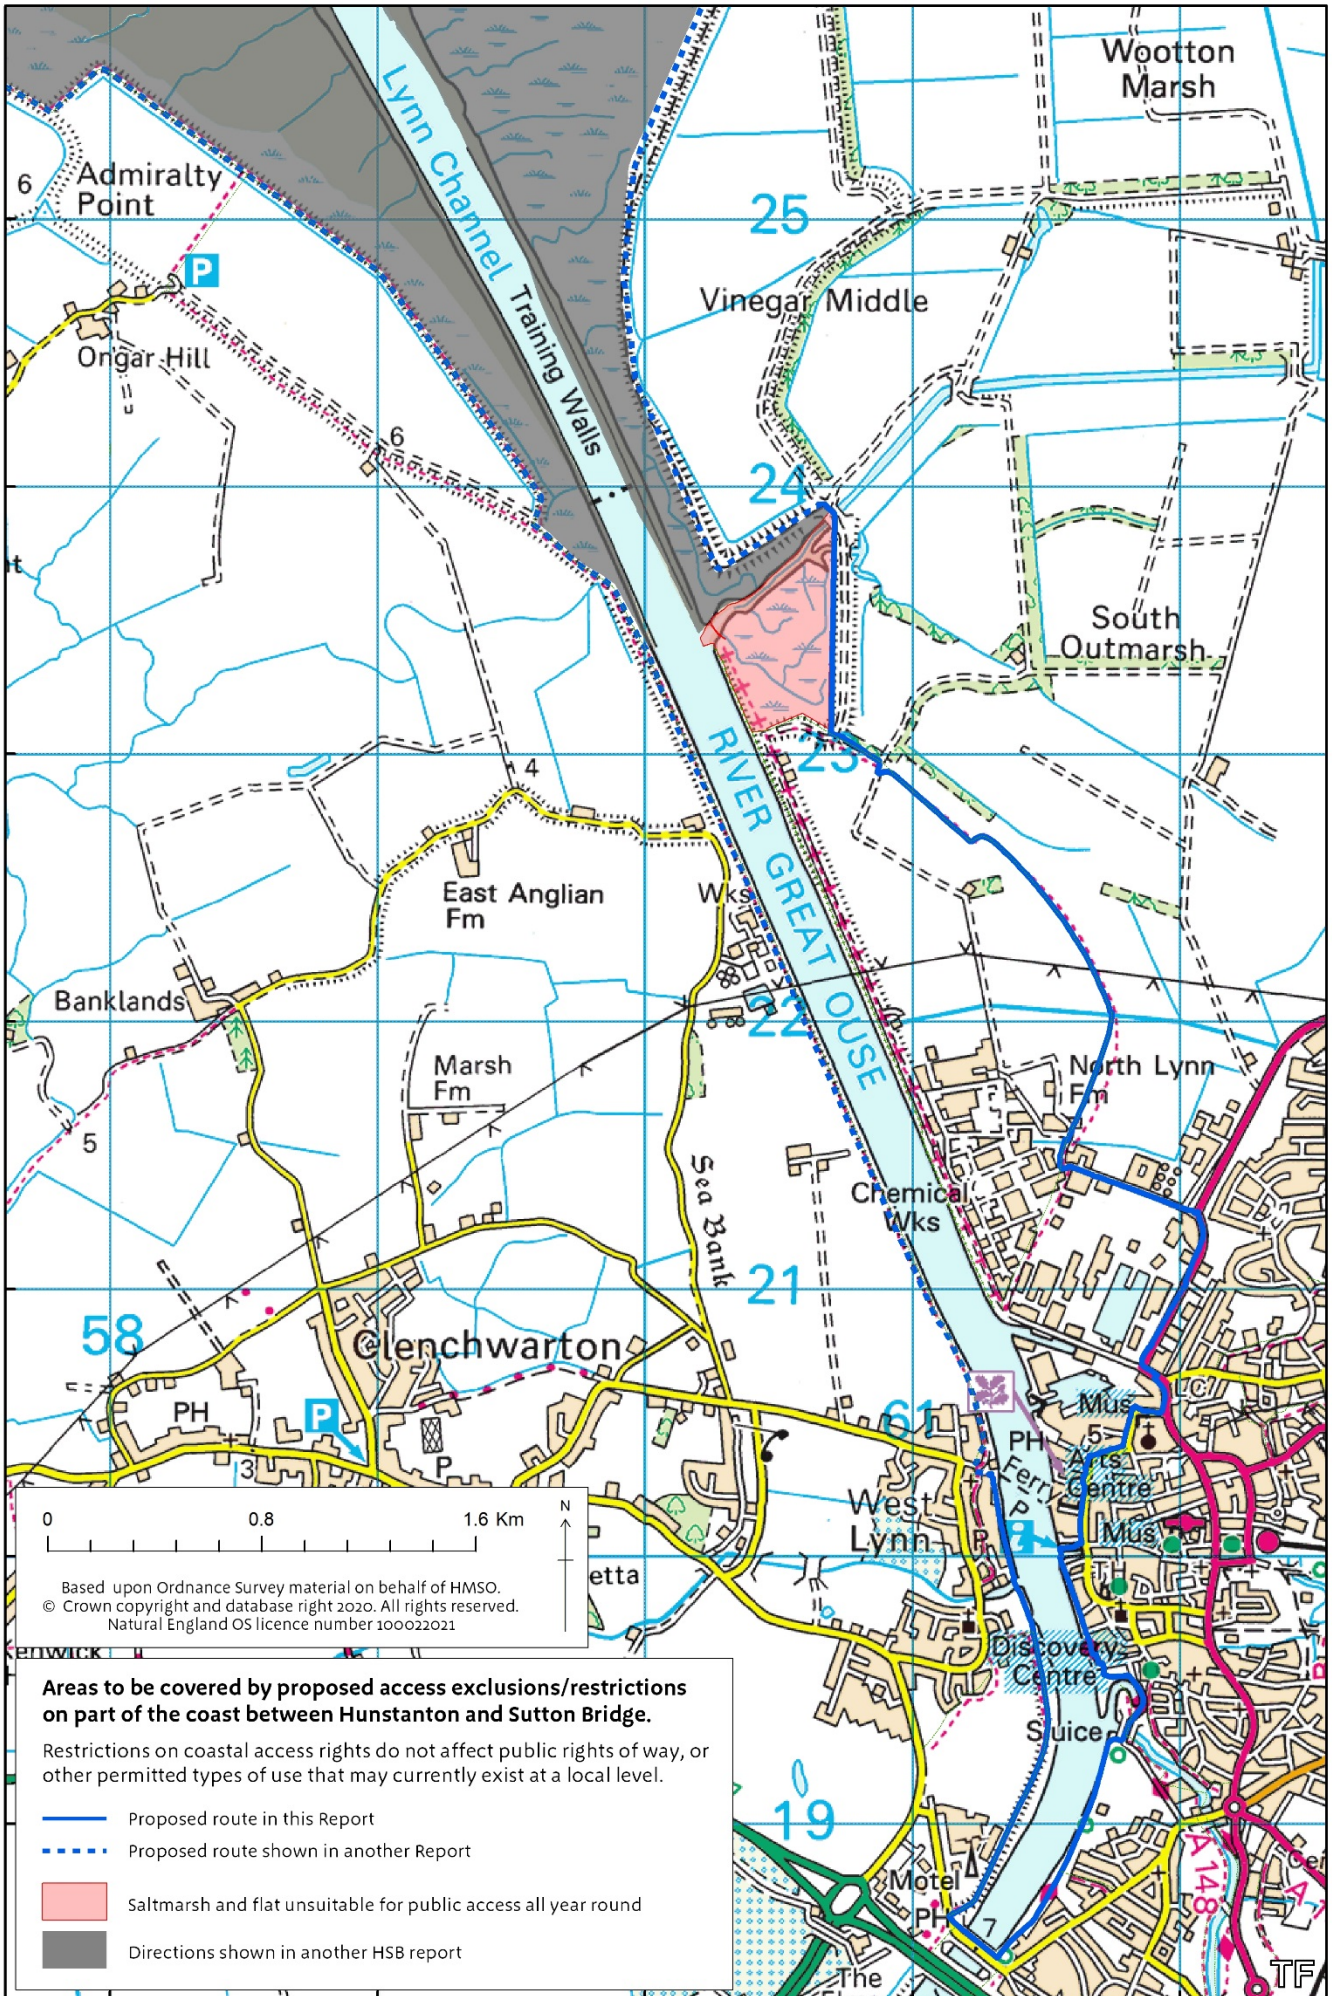 Wootton
Marsh
Lynn Channel
Training Walls
Admiralty
Point
6
P
25
Vinegar Middle
Ongar Hill
6
24
South
Outmarsh
23
RIVER GREAT OUSE
4
East Anglian
Fm
Wks
Banklands
22
Marsh
Fm
North Lynn
Fm
5
Sea Bank
Chemical
Wks
21
58
Clenchwarton
PH
P
P
3
61
Mus
LC
5
PH
Arts
Centre
Ferry
P
West
Lynn
P
Mus
TH
etta
Discovery
Centre
Sluice
0 0.8 1.6 Km
N
Based upon Ordnance Survey material on behalf of HMSO.
© Crown copyright and database right 2020. All rights reserved.
Natural England OS licence number 100022021
enwick
Areas to be covered by proposed access exclusions/restrictions
on part of the coast between Hunstanton and Sutton Bridge.
Restrictions on coastal access rights do not affect public rights of way, or
other permitted types of use that may currently exist at a local level.
Proposed route in this Report
Proposed route shown in another Report
Saltmarsh and flat unsuitable for public access all year round
Directions shown in another HSB report
19
Motel
PH
7
A 148
A 1
The
TF